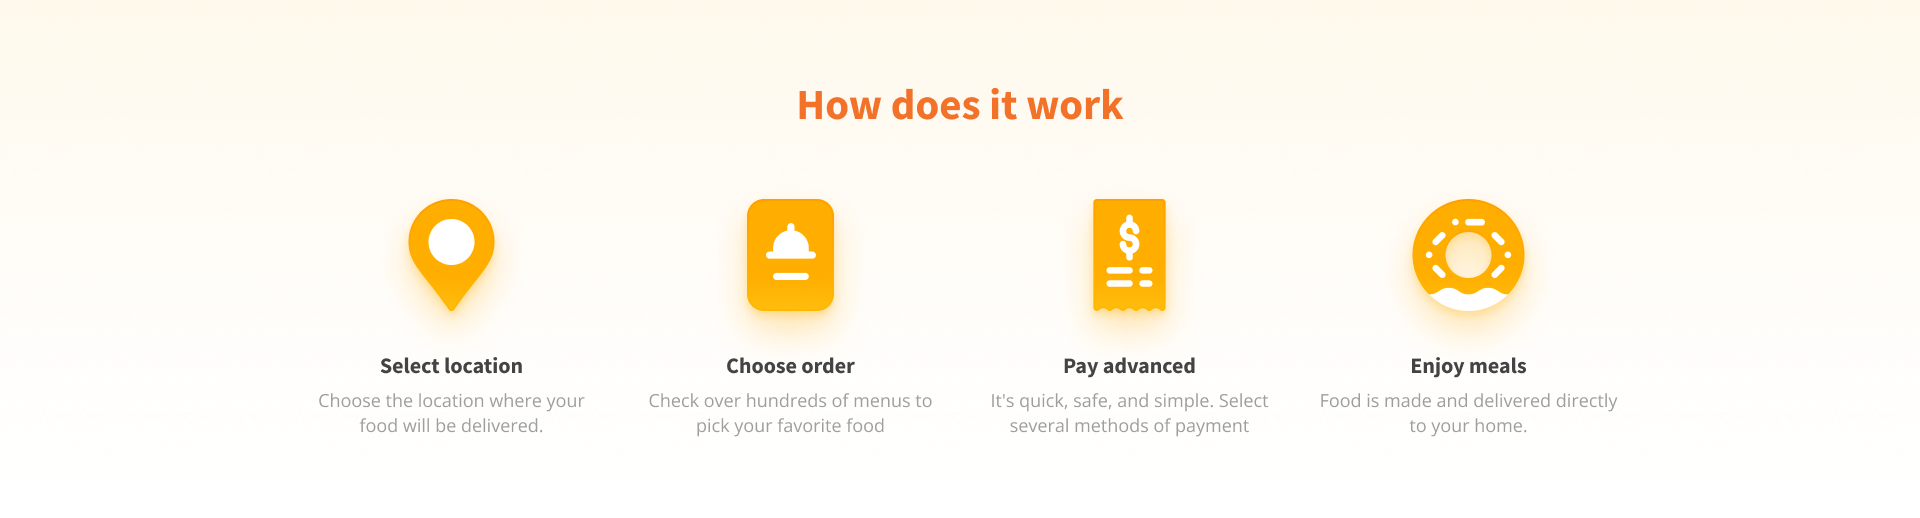 How does it work
$
Select location
Choose the location where your
food will be delivered.
Choose order
Check over hundreds of menus to
pick your favorite food
Pay advanced
It's quick, safe, and simple. Select
several methods of payment
Enjoy meals
Food is made and delivered directly
to your home.